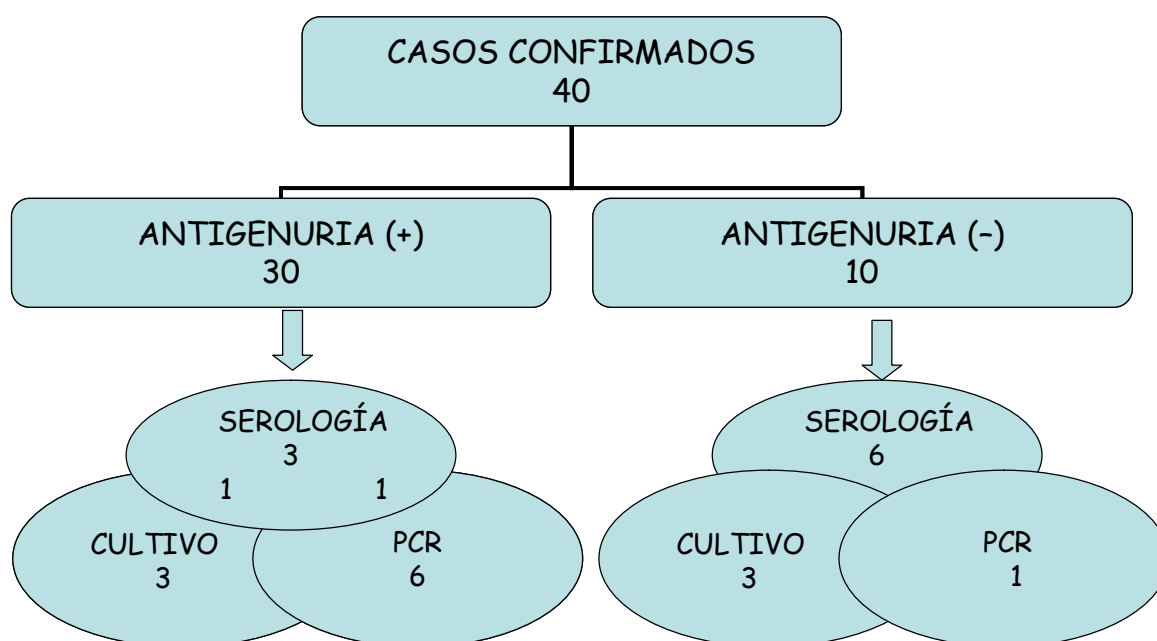 CASOS CONFIRMADOS
40
ANTIGENURIA (+)
30
ANTIGENURIA (-)
10
SEROLOGÍA
3
1 1
CULTIVO
3
PCR
6
SEROLOGÍA
6
CULTIVO
3
PCR
1